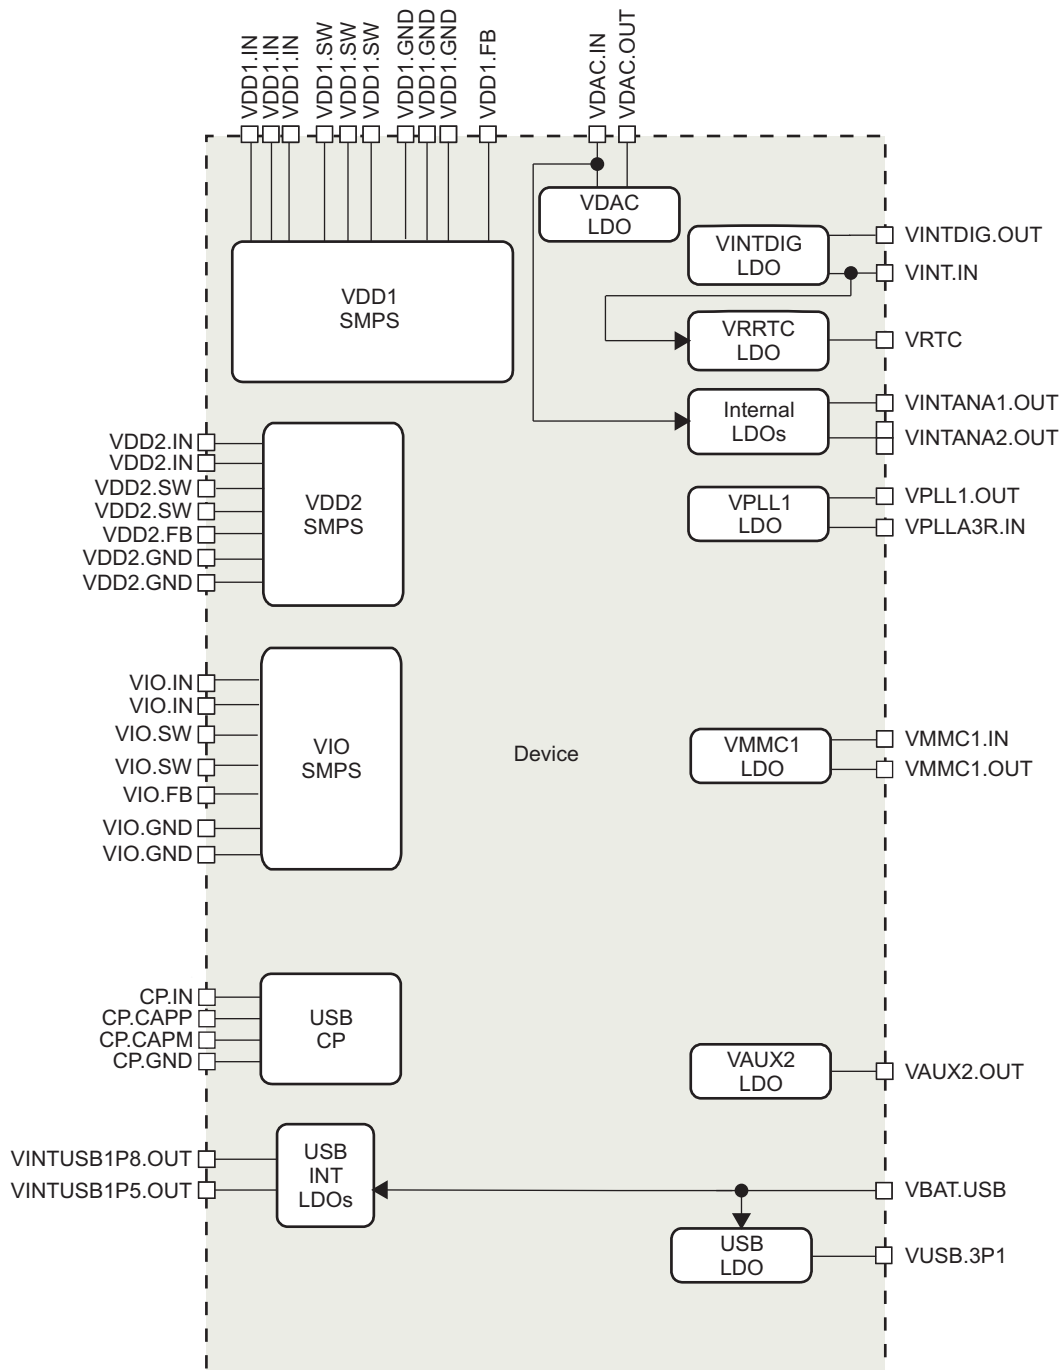 VDD1.IN
VDD1.IN
VDD1.IN
VDD1.SW
VDD1.SW
VDD1.SW
VDD1.GND
VDD1.GND
VDD1.GND
VDD1.FB
VDAC.IN
VDAC.OUT
VDAC
LDO
VINTDIG
LDO
VINTDIG.OUT
VINT.IN
VDD1
SMPS
VRRTC
LDO
VRTC
Internal
LDOs
VINTANA1.OUT
VINTANA2.OUT
VDD2.IN
VDD2.IN
VDD2.SW
VDD2.SW
VDD2.FB
VDD2.GND
VDD2.GND
VDD2
SMPS
VPLL1
LDO
VPLL1.OUT
VPLLA3R.IN
VIO.IN
VIO.IN
VIO.SW
VIO.SW
VIO.FB
VIO.GND
VIO.GND
VIO
SMPS
Device
VMMC1
LDO
VMMC1.IN
VMMC1.OUT
CP.IN
CP.CAPP
CP.CAPM
CP.GND
USB
CP
VAUX2
LDO
VAUX2.OUT
VINTUSB1P8.OUT
VINTUSB1P5.OUT
USB
INT
LDOs
VBAT.USB
USB
LDO
VUSB.3P1